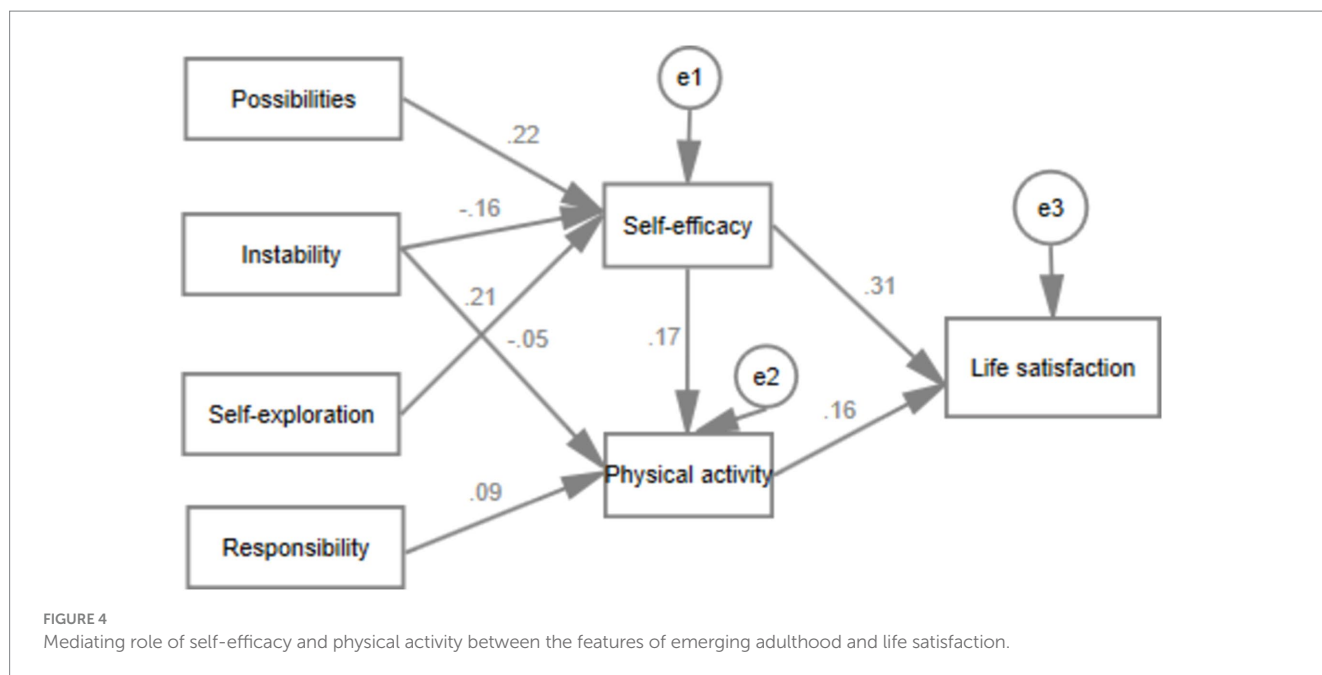 Possibilities
e1
.22
-.16
Self-efficacy
e3
Instability
.21
.31
-.05
.17
e2
Life satisfaction
Self-exploration
.16
Physical activity
.09
Responsibility
FIGURE 4
Mediating role of self-efficacy and physical activity between the features of emerging adulthood and life satisfaction.